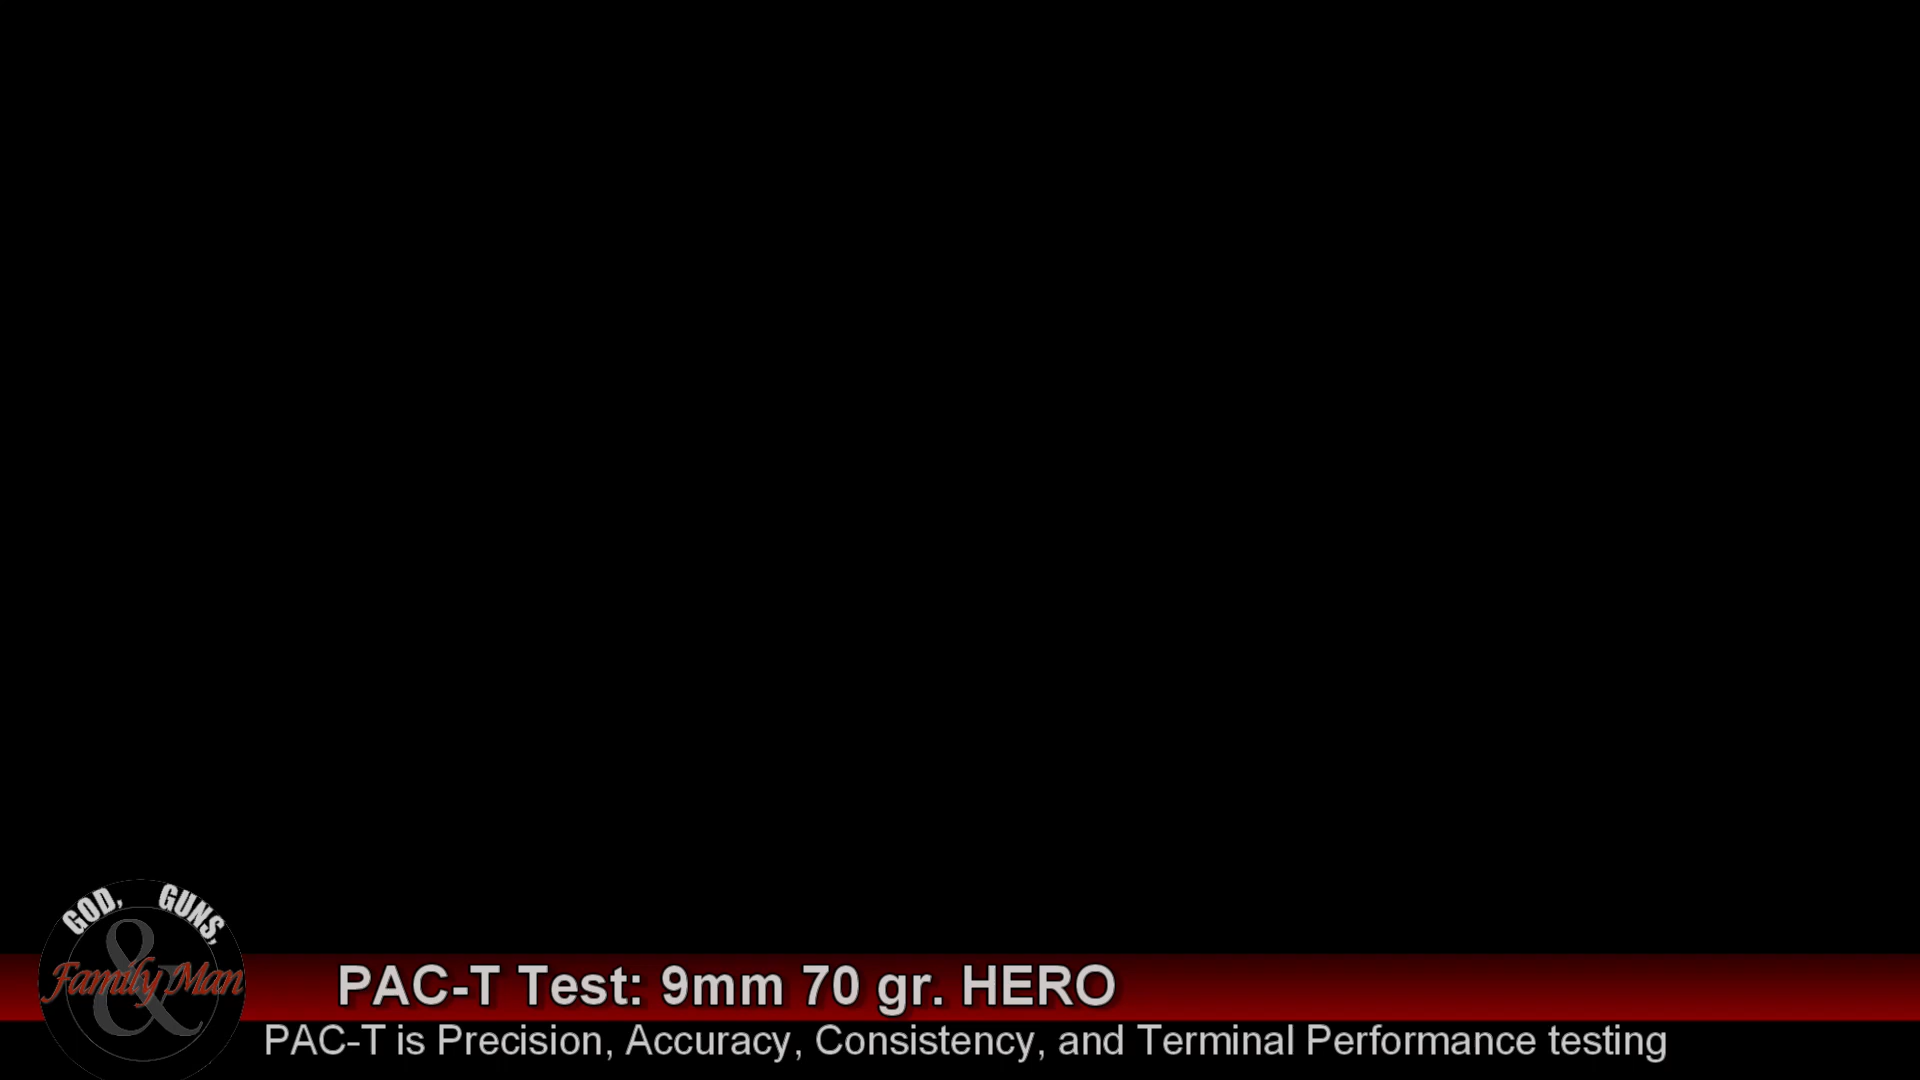 GOD, GUNS,
& Family Man
PAC-T Test: 9mm 70 gr. HERO
PAC-T is Precision, Accuracy, Consistency, and Terminal Performance testing